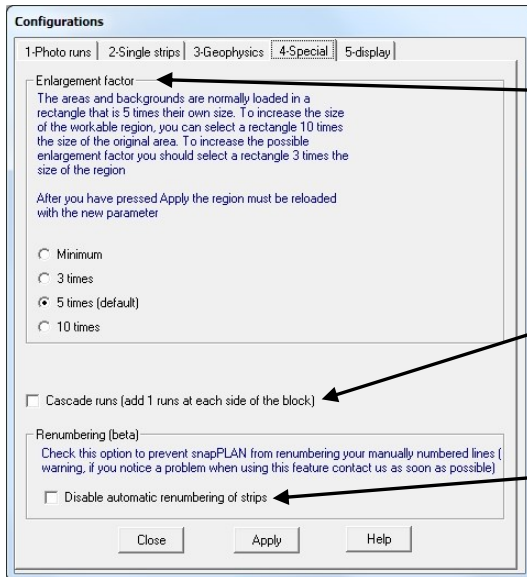 Configurations
1-Photo runs 2-Single strips 3-Geophysics 4-Special 5-display
Enlargement factor
The areas and backgrounds are normally loaded in a
rectangle that is 5 times their own size. To increase the size
of the workable region, you can select a rectangle 10 times
the size of the original area. To increase the possible
enlargement factor you should select a rectangle 3 times the
size of the region
After you have pressed Apply the region must be reloaded
with the new parameter
Minimum
3 times
5 times (default)
10 times
Cascade runs (add 1 runs at each side of the block)
Renumbering (beta)
Check this option to prevent snapPLAN from renumbering your manually numbered lines (
warning, if you notice a problem when using this feature contact us as soon as possible)
Disable automatic renumbering of strips
Close Apply Help